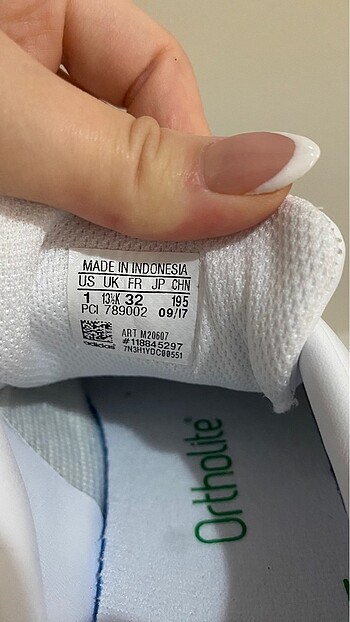 MADE IN INDONESIA
US UK FR JP CHN
1 13½K 32 195
PCI 789002 09/17
ART M20607
#118845297
adidas 7N3H1YDC00551
Ortholite